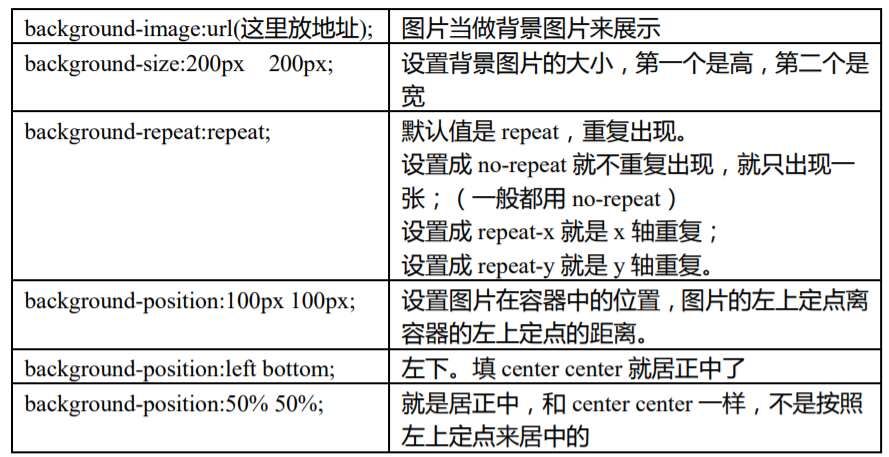 background-image:url(这里放地址);
图片当做背景图片来展示
background-size:200px 200px;
设置背景图片的大小，第一个是高，第二个是
宽
background-repeat:repeat;
默认值是 repeat，重复出现。
设置成 no-repeat 就不重复出现，就只出现一
张；（一般都用 no-repeat）
设置成 repeat-x 就是 x 轴重复；
设置成 repeat-y 就是 y 轴重复。
background-position:100px 100px;
设置图片在容器中的位置，图片的左上定点离
容器的左上定点的距离。
background-position:left bottom;
左下。填 center center 就居正中了
background-position:50% 50%;
就是居正中，和 center center 一样，不是按照
左上定点来居中的